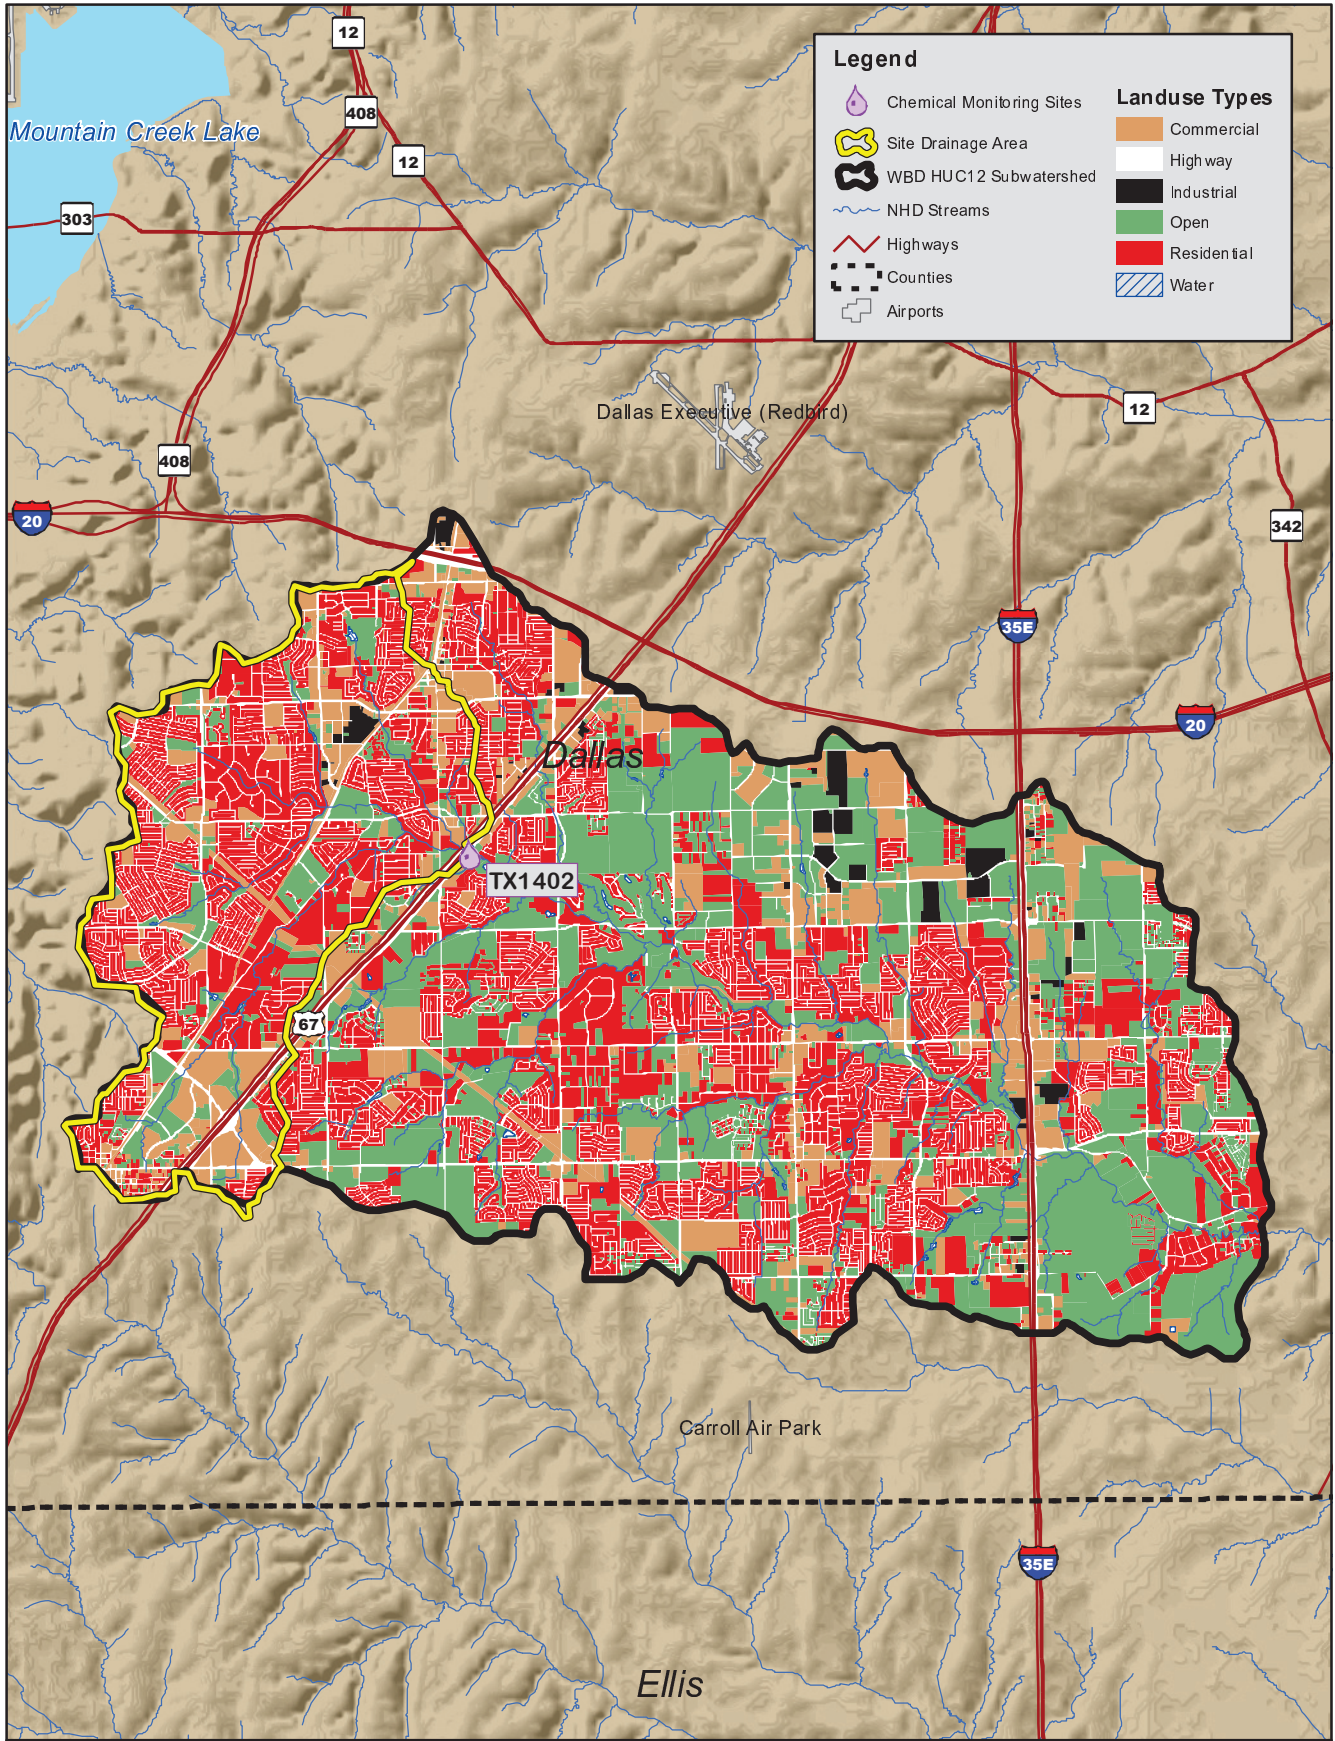 12
408
12
Mountain Creek Lake
303
Legend
Chemical Monitoring Sites
Site Drainage Area
WBD HUC12 Subwatershed
NHD Streams
Highways
Counties
Airports
Landuse Types
Commercial
Highway
Industrial
Open
Residential
Water
Dallas Executive (Redbird)
12
408
20
342
35E
20
Dallas
TX1402
67
Carroll Air Park
35E
Ellis